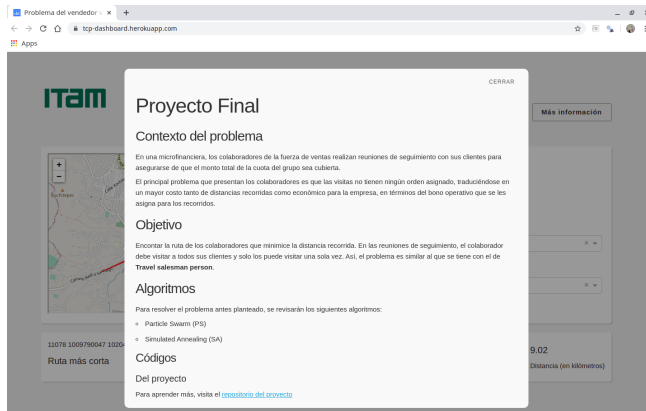 Problema del vendedor
tcp-dashboard.herokuapp.com
Apps
CERRAR
ITAM
Proyecto Final
Más información
Contexto del problema
En una microfinanciera, los colaboradores de la fuerza de ventas realizan reuniones de seguimiento con sus clientes para
asegurarse de que el monto total de la cuota del grupo sea cubierta.
El principal problema que presentan los colaboradores es que las visitas no tienen ningún orden asignado, traduciéndose en
un mayor costo tanto de distancias recorridas como económico para la empresa, en términos del bono operativo que se les
asigna para los recorridos.
Objetivo
Encontar la ruta de los colaboradores que minimice la distancia recorrida. En las reuniones de seguimiento, el colaborador
debe visitar a todos sus clientes y solo los puede visitar una sola vez. Así, el problema es similar al que se tiene con el de
Travel salesman person.
Algoritmos
Para resolver el problema antes planteado, se revisarán los siguientes algoritmos:
Particle Swarm (PS)
Simulated Annealing (SA)
Códigos
11078 1009790047 10204
9.02
Ruta más corta
Distancia (en kilómetros)
Del proyecto
Para aprender más, visita el repositorio del proyecto